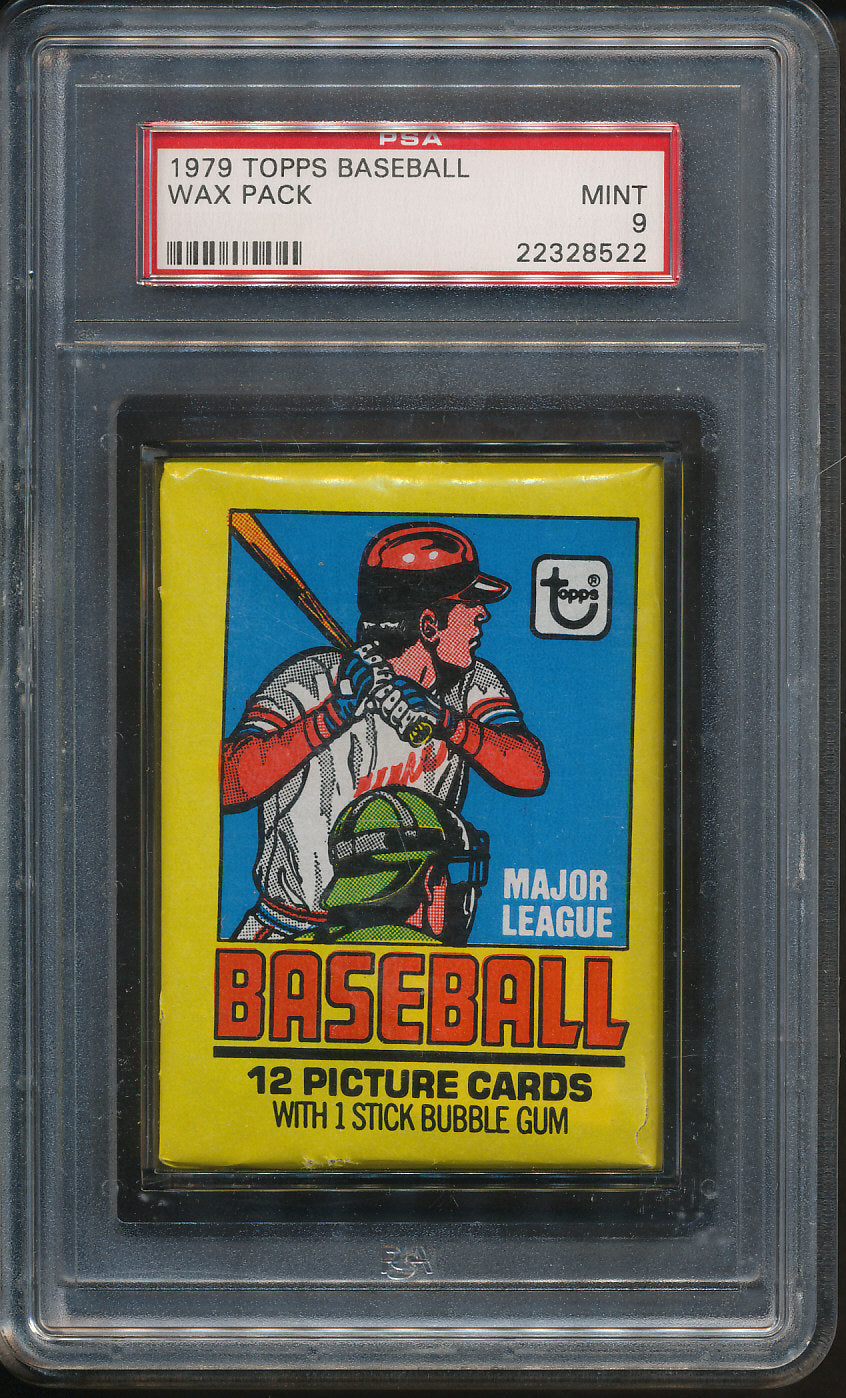 PSA
1979 TOPPS BASEBALL
WAX PACK MINT
9
22328522
topps®
MAJOR
LEAGUE
BASEBALL
12 PICTURE CARDS
WITH 1 STICK BUBBLE GUM
PSA